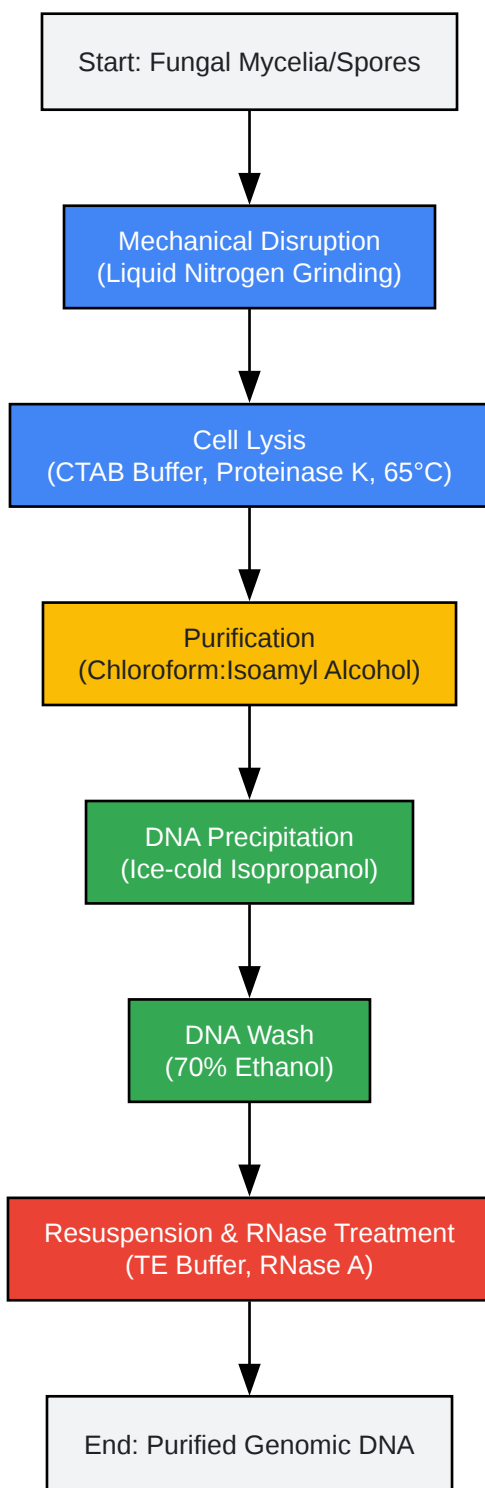 Start: Fungal Mycelia/Spores
Mechanical Disruption
(Liquid Nitrogen Grinding)
Cell Lysis
(CTAB Buffer, Proteinase K, 65°C)
Purification
(Chloroform:Isoamyl Alcohol)
DNA Precipitation
(Ice-cold Isopropanol)
DNA Wash
(70% Ethanol)
Resuspension & RNase Treatment
(TE Buffer, RNase A)
End: Purified Genomic DNA